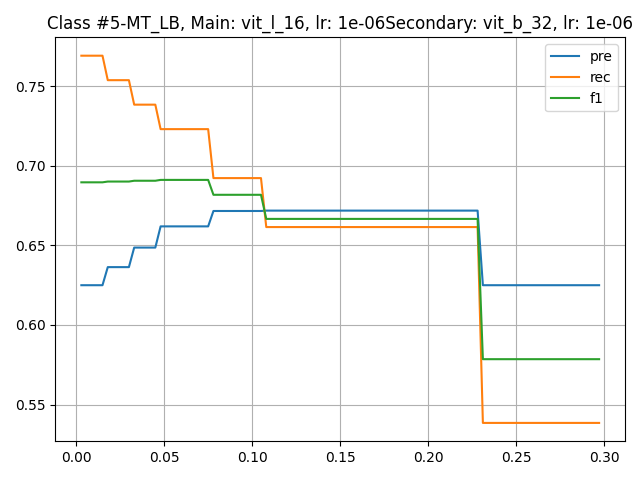 Class #5-MT_LB, Main: vit_l_16, lr: 1e-06Secondary: vit_b_32, lr: 1e-06
pre
rec
f1
0.75
0.70
0.65
0.60
0.55
0.00 0.05 0.10 0.15 0.20 0.25 0.30